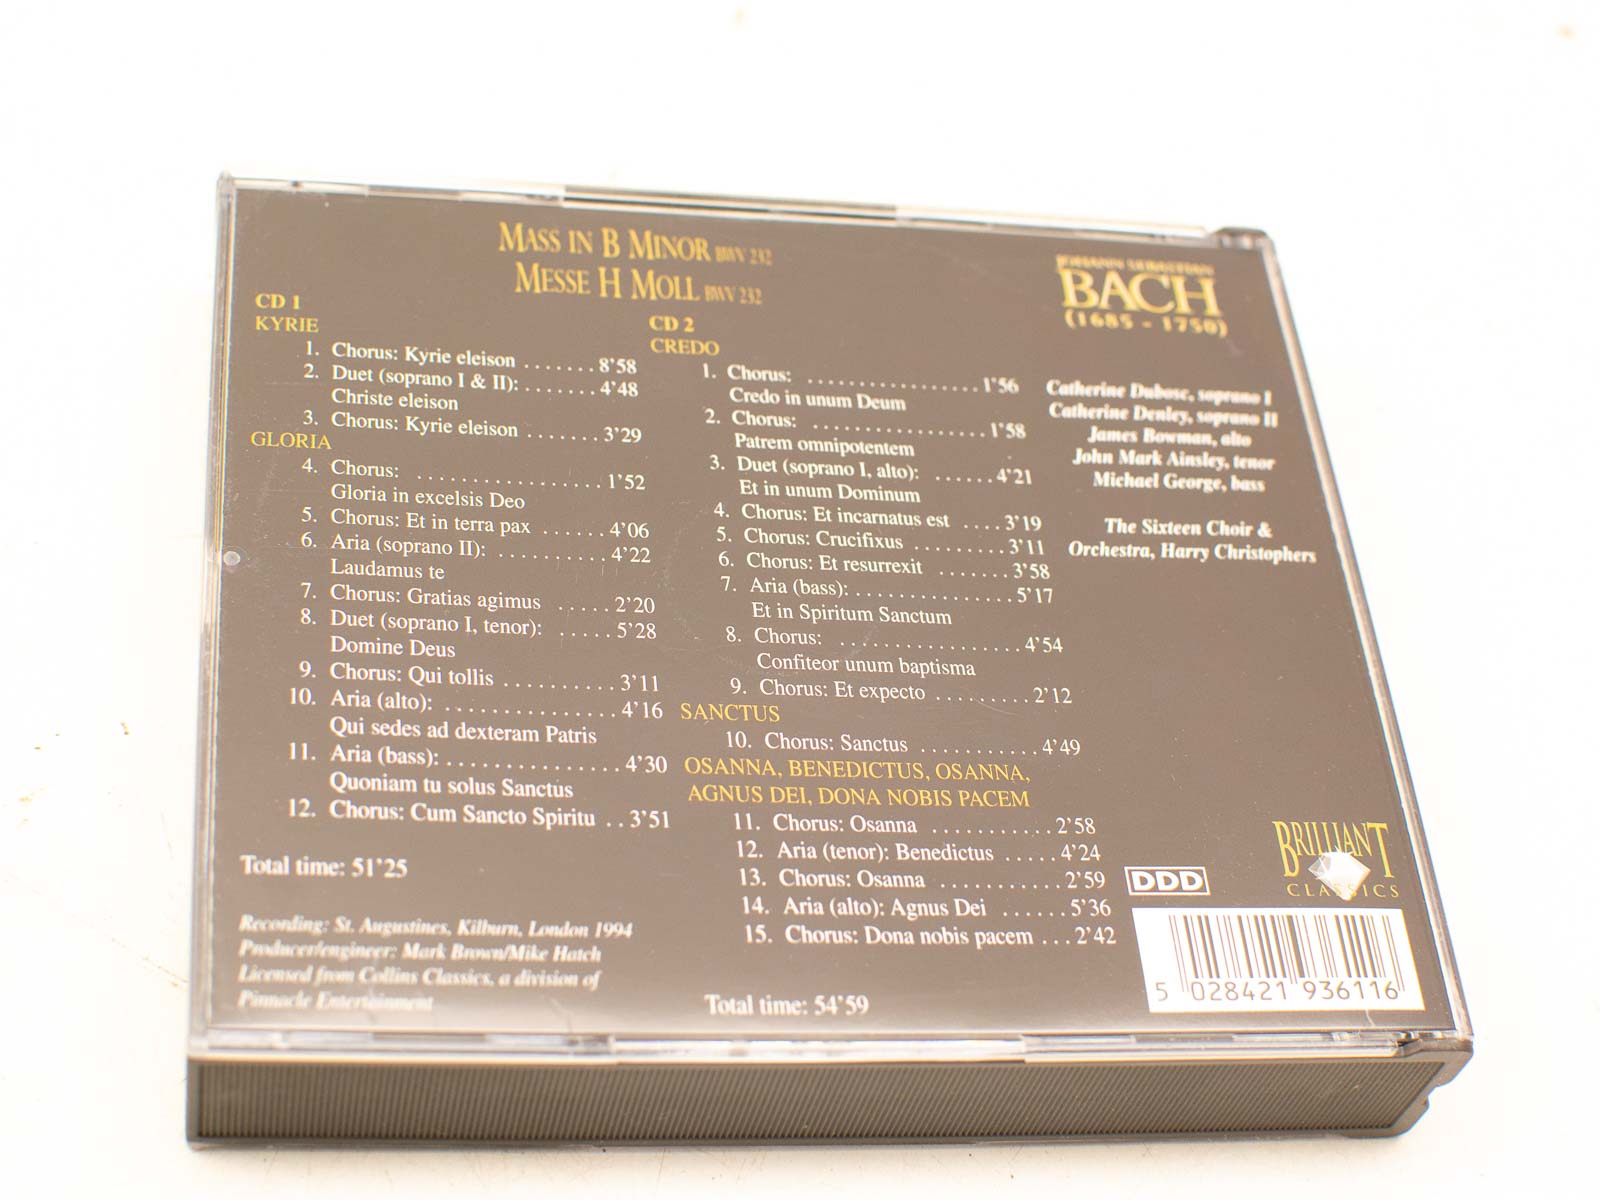 MASS IN B MINOR BWV 232
MESSE H MOLL BWV 232
CD 1
KYRIE
1. Chorus: Kyrie eleison ....... 8'58
2. Duet (soprano I & II): ....... 4'48
Christe eleison
3. Chorus: Kyrie eleison ....... 3'29
GLORIA
4. Chorus: ................. 1'52
Gloria in excelsis Deo
5. Chorus: Et in terra pax ...... 4'06
6. Aria (soprano II): .......... 4'22
Laudamus te
7. Chorus: Gratias agimus ..... 2'20
8. Duet (soprano I, tenor): ..... 5'28
Domine Deus
9. Chorus: Qui tollis .......... 3'11
10. Aria (alto): ............... 4'16
Qui sedes ad dexteram Patris
11. Aria (bass): ............... 4'30
Quoniam tu solus Sanctus
12. Chorus: Cum Sancto Spiritu .. 3'51
Total time: 51'25
Recording: St. Augustines, Kilburn, London 1994
Producer/engineer: Mark Brown/Mike Hatch
Licensed from Collins Classics, a division of
Pinnacle Entertainment
CD 2
CREDO
1. Chorus: ................ 1'56
Credo in unum Deum
2. Chorus: ................ 1'58
Patrem omnipotentem
3. Duet (soprano I, alto): ...... 4'21
Et in unum Dominum
4. Chorus: Et incarnatus est .... 3'19
5. Chorus: Crucifixus ......... 3'11
6. Chorus: Et resurrexit ....... 3'58
7. Aria (bass): ............... 5'17
Et in Spiritum Sanctum
8. Chorus: ................ 4'54
Confiteor unum baptisma
9. Chorus: Et expecto ......... 2'12
SANCTUS
10. Chorus: Sanctus ........... 4'49
OSANNA, BENEDICTUS, OSANNA,
AGNUS DEI, DONA NOBIS PACEM
11. Chorus: Osanna ........... 2'58
12. Aria (tenor): Benedictus ..... 4'24
13. Chorus: Osanna ........... 2'59
14. Aria (alto): Agnus Dei ...... 5'36
15. Chorus: Dona nobis pacem ... 2'42
Total time: 54'59
JOHANN SEBASTIAN
BACH
(1685 - 1750)
Catherine Dubosc, soprano I
Catherine Denley, soprano II
James Bowman, alto
John Mark Ainsley, tenor
Michael George, bass
The Sixteen Choir &
Orchestra, Harry Christophers
DDD
BRILLIANT
CLASSICS
5 028421 936116